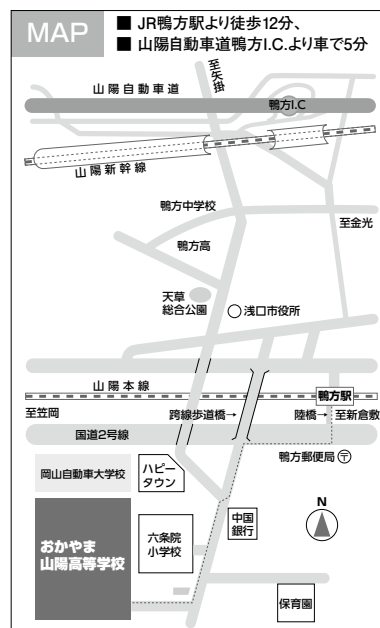 MAP
■ JR鴨方駅より徒歩12分、
■ 山陽自動車道鴨方I.C.より車で5分
至矢掛
山陽自動車道
鴨方I.C
山陽新幹線
鴨方中学校
至金光
鴨方高
天草
総合公園
浅口市役所
山陽本線
鴨方駅
至笠岡
跨線歩道橋→
陸橋→
至新倉敷
国道2号線
鴨方郵便局
岡山自動車大学校
ハピー
タウン
N
中国
銀行
おかやま
山陽高等学校
六条院
小学校
保育園